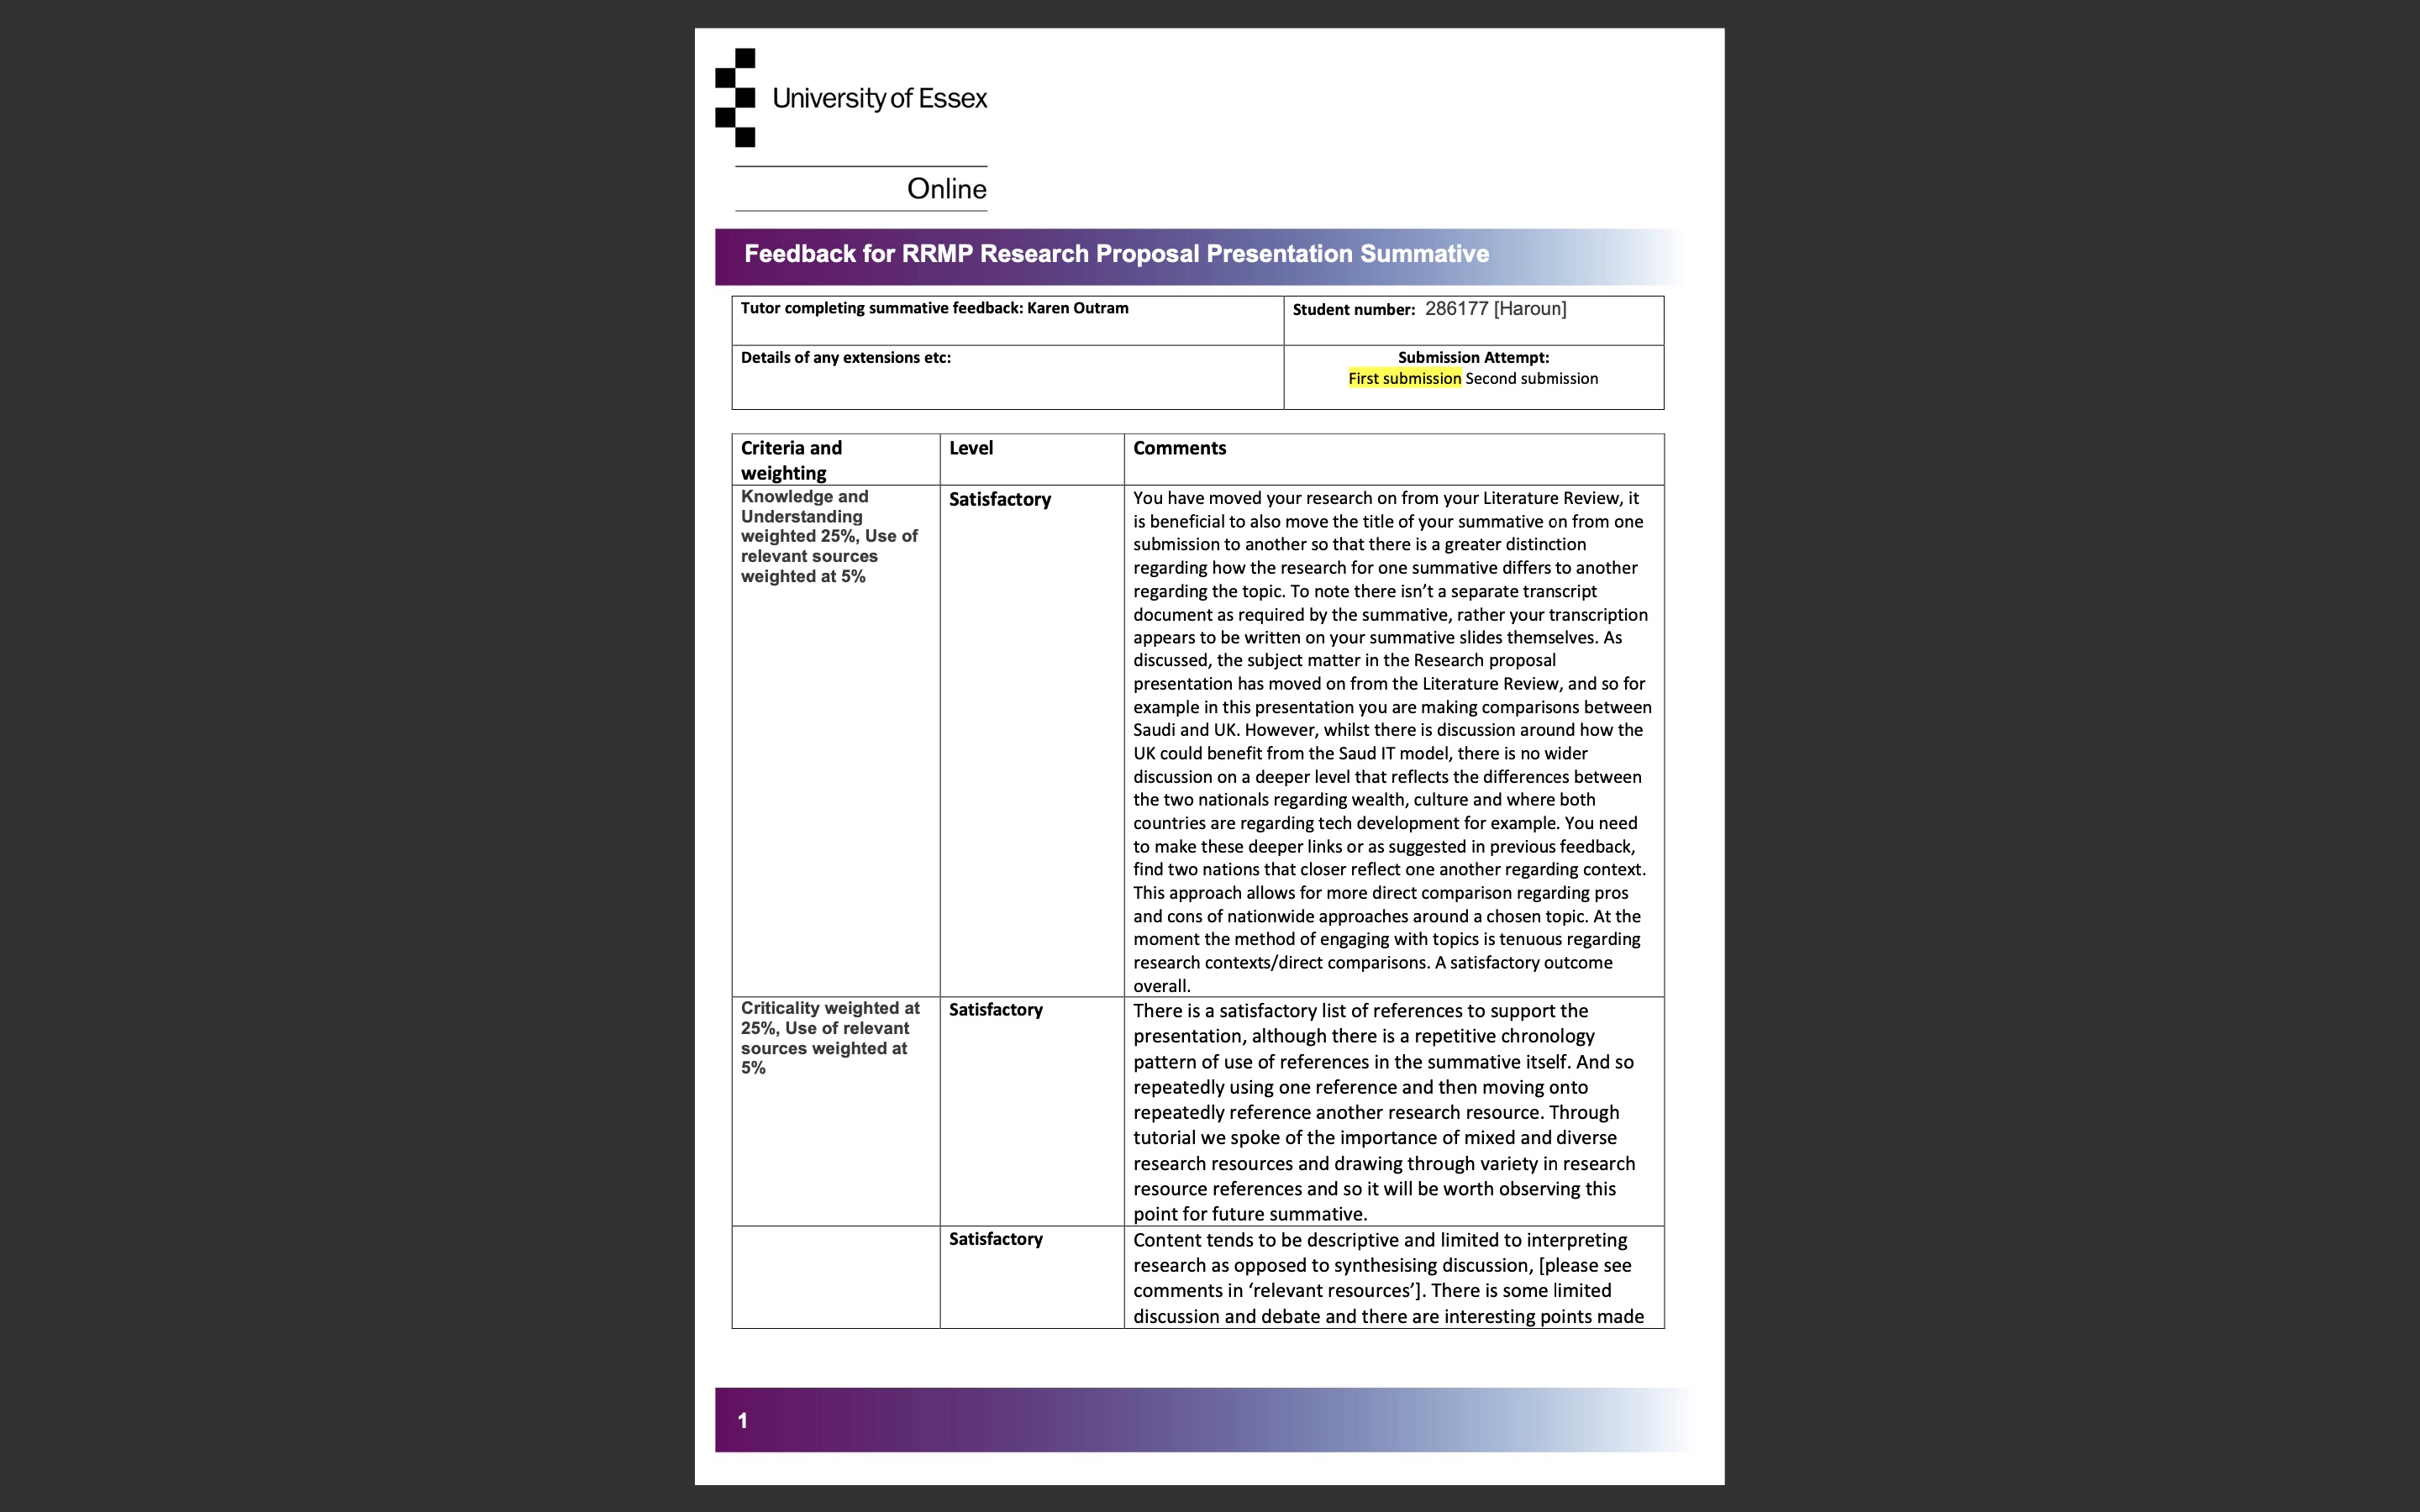 University of Essex
Online
Feedback for RRMP Research Proposal Presentation Summative
Tutor completing summative feedback: Karen Outram
Student number: 286177 [Haroun]
Details of any extensions etc:
Submission Attempt:
First submission Second submission
Criteria and
weighting
Level
Comments
Knowledge and
Understanding
weighted 25%, Use of
relevant sources
weighted at 5%
Satisfactory
You have moved your research on from your Literature Review, it
is beneficial to also move the title of your summative on from one
submission to another so that there is a greater distinction
regarding how the research for one summative differs to another
regarding the topic. To note there isn’t a separate transcript
document as required by the summative, rather your transcription
appears to be written on your summative slides themselves. As
discussed, the subject matter in the Research proposal
presentation has moved on from the Literature Review, and so for
example in this presentation you are making comparisons between
Saudi and UK. However, whilst there is discussion around how the
UK could benefit from the Saud IT model, there is no wider
discussion on a deeper level that reflects the differences between
the two nationals regarding wealth, culture and where both
countries are regarding tech development for example. You need
to make these deeper links or as suggested in previous feedback,
find two nations that closer reflect one another regarding context.
This approach allows for more direct comparison regarding pros
and cons of nationwide approaches around a chosen topic. At the
moment the method of engaging with topics is tenuous regarding
research contexts/direct comparisons. A satisfactory outcome
overall.
Criticality weighted at
25%, Use of relevant
sources weighted at
5%
Satisfactory
There is a satisfactory list of references to support the
presentation, although there is a repetitive chronology
pattern of use of references in the summative itself. And so
repeatedly using one reference and then moving onto
repeatedly reference another research resource. Through
tutorial we spoke of the importance of mixed and diverse
research resources and drawing through variety in research
resource references and so it will be worth observing this
point for future summative.
Satisfactory
Content tends to be descriptive and limited to interpreting
research as opposed to synthesising discussion, [please see
comments in ‘relevant resources’]. There is some limited
discussion and debate and there are interesting points made
1